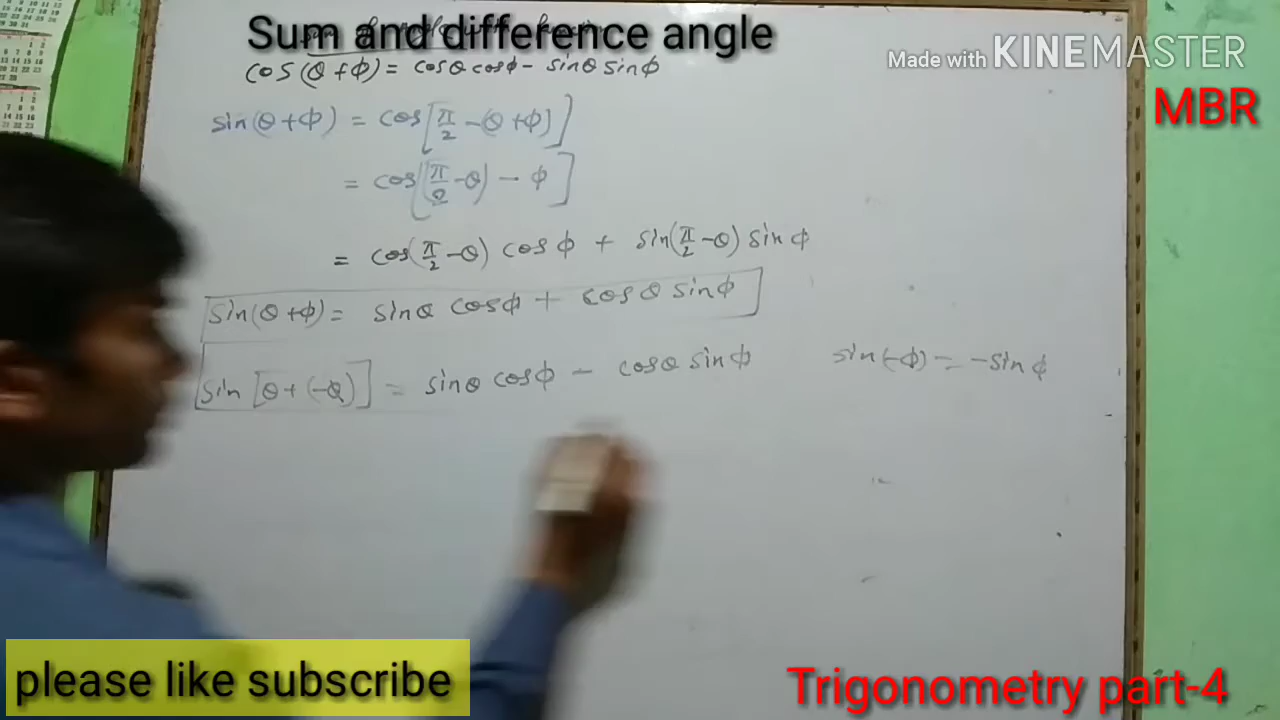 Sum and difference angle
Made with KINEMASTER
MBR
cos(θ+ϕ) = cosθ cosϕ - sinθ sinϕ
sin(θ+ϕ) = cos[π/2 - (θ+ϕ)]
= cos[(π/2 - θ) - ϕ]
= cos(π/2 - θ) cosϕ + sin(π/2 - θ) sinϕ
sin(θ+ϕ) = sinθ cosϕ + cosθ sinϕ
sin[θ+(-θ)] = sinθ cosϕ - cosθ sinϕ sin(-ϕ) = -sinϕ
please like subscribe
Trigonometry part-4